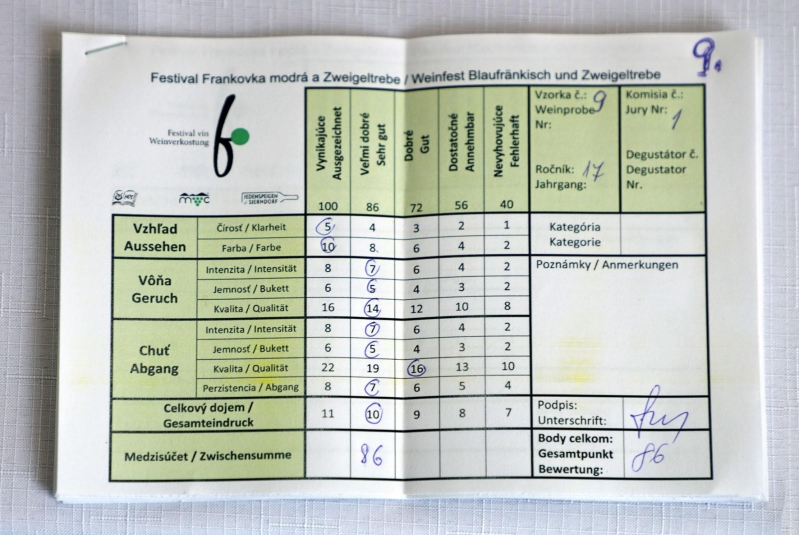 9.
Festival Frankovka modrá a Zweigeltrebe / Weinfest Blaufränkisch und Zweigeltrebe
Festival vín
Weinverkostung
mwc
JEDENSPEIGEN
SIERNDORF
Vynikajúce
Ausgezeichnet
Veľmi dobré
Sehr gut
Dobré
Gut
Dostatočné
Annehmbar
Nevyhovujúce
Fehlerhaft
100 86 72 56 40
Vzorka č.: 9
Weinprobe
Nr:
Ročník: 17
Jahrgang:
Komisia č.:
Jury Nr: 1
Degustátor č.
Degustator
Nr.
Vzhľad
Aussehen
Čírosť / Klarheit 5 4 3 2 1
Farba / Farbe 10 8 6 4 2
Kategória
Kategorie
Vôňa
Geruch
Intenzita / Intensität 8 7 6 4 2
Jemnosť / Bukett 6 5 4 3 2
Kvalita / Qualität 16 14 12 10 8
Poznámky / Anmerkungen
Chuť
Abgang
Intenzita / Intensität 8 7 6 4 2
Jemnosť / Bukett 6 5 4 3 2
Kvalita / Qualität 22 19 16 13 10
Perzistencia / Abgang 8 7 6 5 4
Celkový dojem /
Gesamteindruck
11 10 9 8 7
Podpis:
Unterschrift:
Medzisúčet / Zwischensumme 86
Body celkom:
Gesamtpunkt
Bewertung:
86